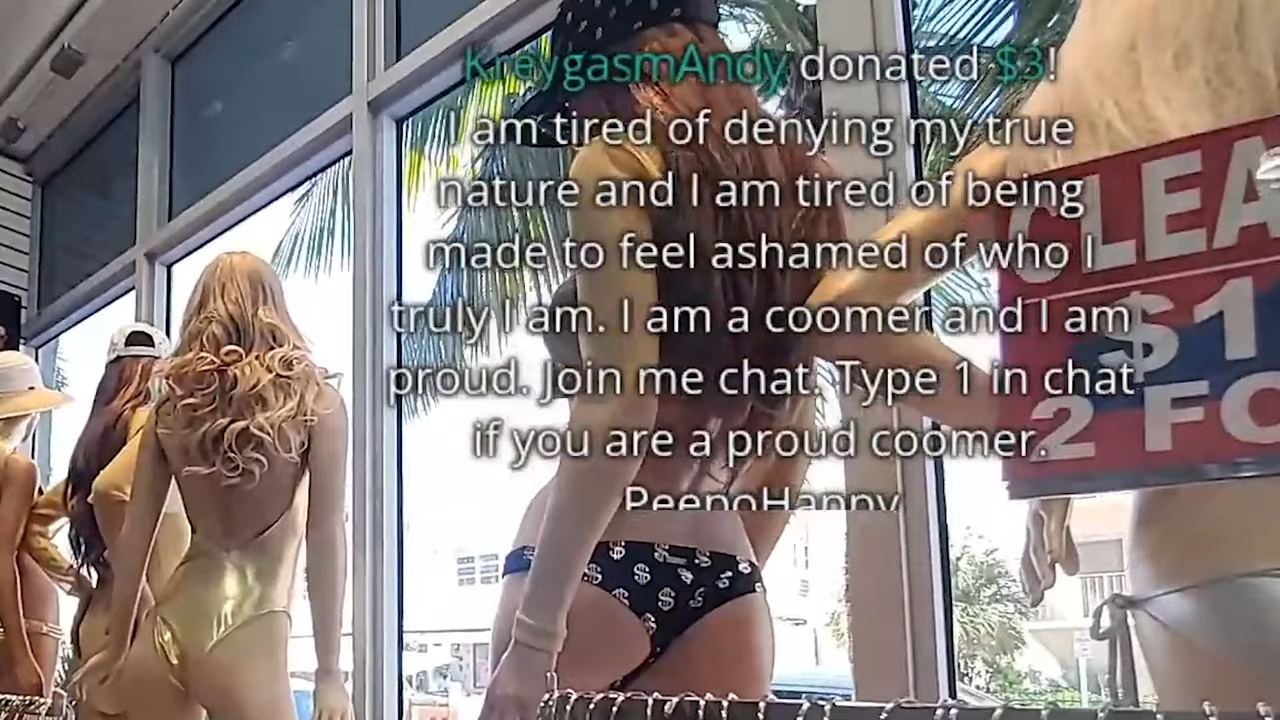 KreygasmAndy donated $3!
I am tired of denying my true
nature and I am tired of being
made to feel ashamed of who I
truly I am. I am a coomer and I am
proud. Join me chat. Type 1 in chat
if you are a proud coomer.
PeepoHappy
CLEA
$1
2 FO